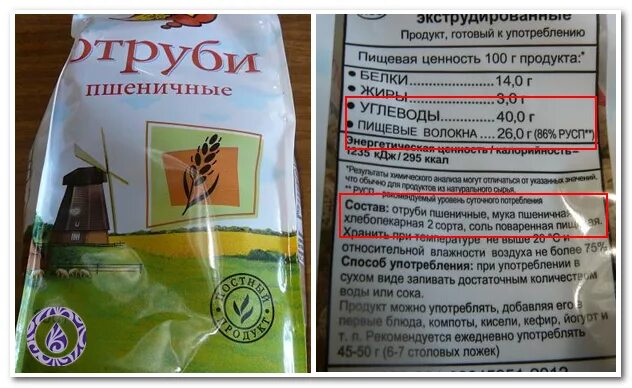 отруби
пшеничные
ПОСТНЫЙ
ПРОДУКТ
экструдированные
Продукт, готовый к употреблению
Пищевая ценность 100 г продукта:*
• БЕЛКИ.................14,0 г
• ЖИРЫ..................3,0 г
• УГЛЕВОДЫ.........40,0 г
• ПИЩЕВЫЕ ВОЛОКНА....26,0 г (86% РУСП**)
Энергетическая ценность / калорийность–
1235 кДж / 295 ккал
*Результаты химического анализа могут отличаться от указанных значений,
что обычно для продуктов из натурального сырья.
** РУСП - рекомендуемый уровень суточного потребления
Состав: отруби пшеничные, мука пшеничная
хлебопекарная 2 сорта, соль поваренная пищевая.
Хранить при температуре не выше 20 °С и
относительной влажности воздуха не более 75%
Способ употребления: при употреблении в
сухом виде запивать достаточным количеством
воды или сока.
Продукт можно употреблять, добавляя его в
первые блюда, компоты, кисели, кефир, йогурт и
т. п. Рекомендуется ежедневно употреблять
45-50 г (6-7 столовых ложек)